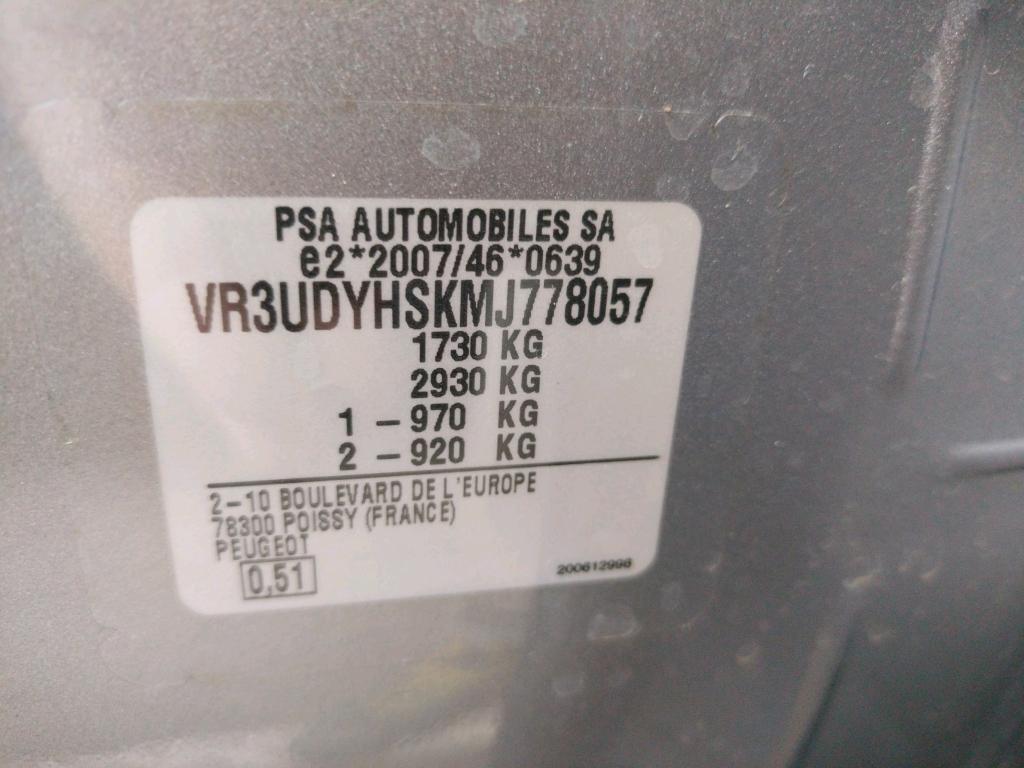 PSA AUTOMOBILES SA
e2*2007/46*0639
VR3UDYHSKMJ778057
1730 KG
2930 KG
1 - 970 KG
2 - 920 KG
2-10 BOULEVARD DE L'EUROPE
78300 POISSY (FRANCE)
PEUGEOT
0,51
200612998